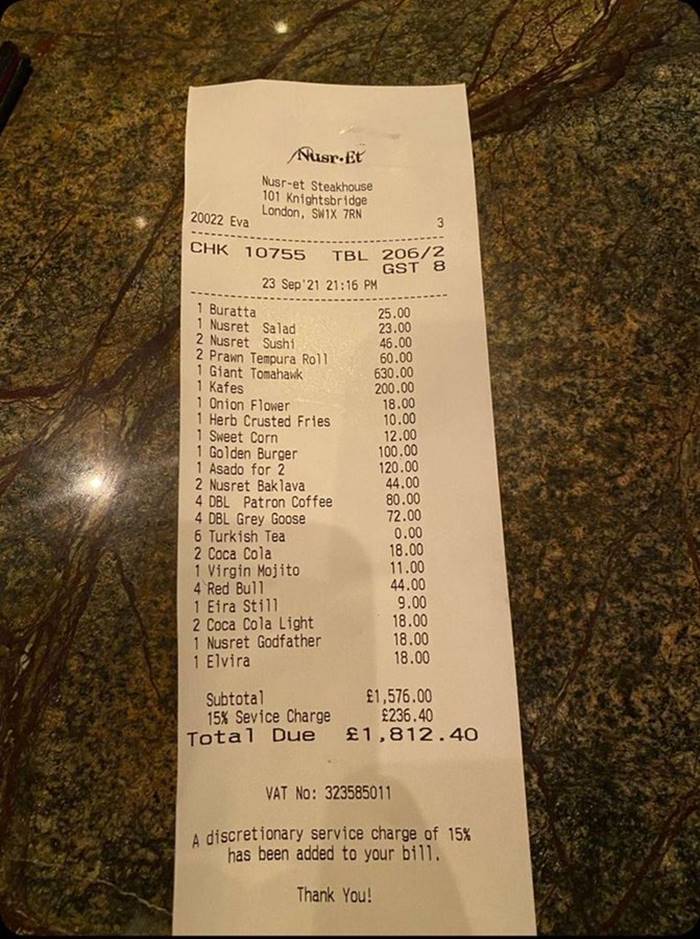 Nusr-Et
Nusr-et Steakhouse
101 Knightsbridge
London, SW1X 7RN
20022 Eva 3
CHK 10755 TBL 206/2
GST 8
23 Sep'21 21:16 PM
1 Buratta 25.00
1 Nusret Salad 23.00
2 Nusret Sushi 46.00
2 Prawn Tempura Roll 60.00
1 Giant Tomahawk 630.00
1 Kafes 200.00
1 Onion Flower 18.00
1 Herb Crusted Fries 10.00
1 Sweet Corn 12.00
1 Golden Burger 100.00
1 Asado for 2 120.00
2 Nusret Baklava 44.00
4 DBL Patron Coffee 80.00
4 DBL Grey Goose 72.00
6 Turkish Tea 0.00
2 Coca Cola 18.00
1 Virgin Mojito 11.00
4 Red Bull 44.00
1 Eira Still 9.00
2 Coca Cola Light 18.00
1 Nusret Godfather 18.00
1 Elvira 18.00
Subtotal £1,576.00
15% Sevice Charge £236.40
Total Due £1,812.40
VAT No: 323585011
A discretionary service charge of 15%
has been added to your bill.
Thank You!